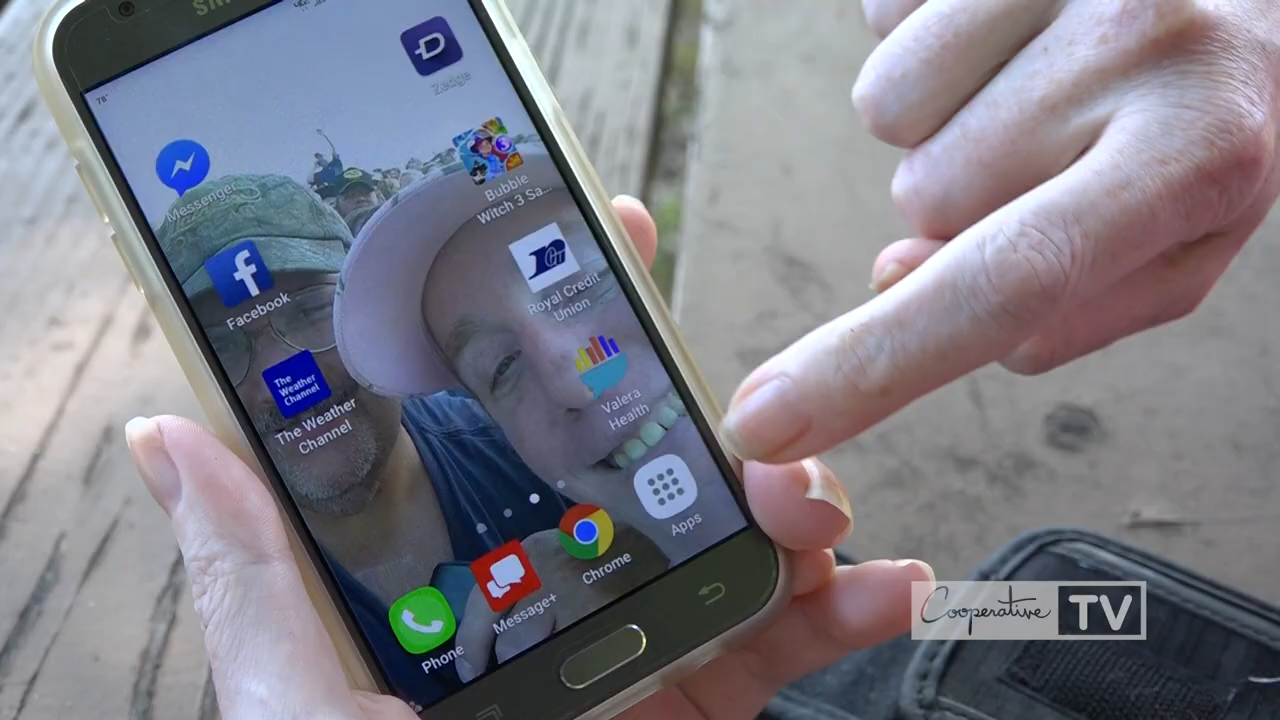 78°
Zedge
Messenger
Bubble
Witch 3 Sa...
Facebook
Royal Credit
Union
The
Weather
Channel
The Weather
Channel
Valera
Health
Apps
Chrome
Message+
Phone
Cooperative TV